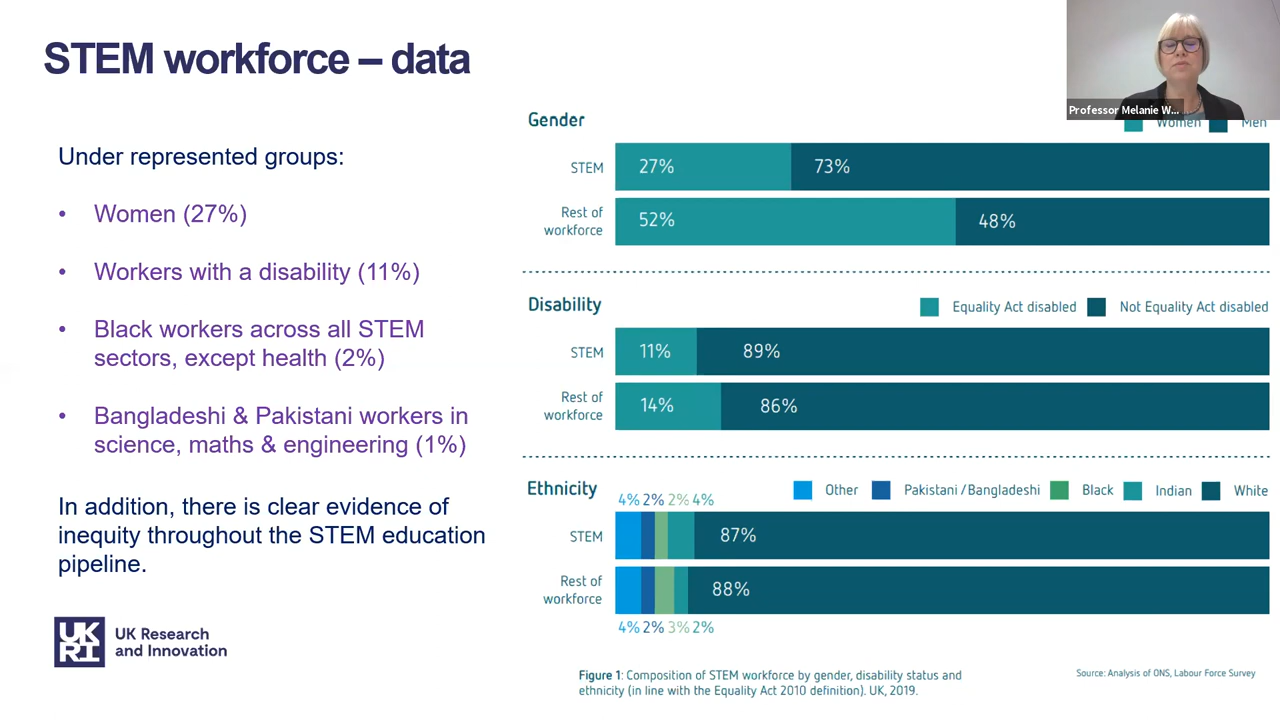 STEM workforce – data
Professor Melanie W...
Under represented groups:
• Women (27%)
• Workers with a disability (11%)
• Black workers across all STEM
sectors, except health (2%)
• Bangladeshi & Pakistani workers in
science, maths & engineering (1%)
In addition, there is clear evidence of
inequity throughout the STEM education
pipeline.
UKRI
UK Research
and Innovation
Gender
Women Men
STEM 27% 73%
Rest of
workforce
52% 48%
Disability
Equality Act disabled Not Equality Act disabled
STEM 11% 89%
Rest of
workforce
14% 86%
Ethnicity
Other Pakistani/Bangladeshi Black Indian White
4% 2% 2% 4%
STEM 87%
Rest of
workforce
88%
4% 2% 3% 2%
Figure 1: Composition of STEM workforce by gender, disability status and
ethnicity (in line with the Equality Act 2010 definition). UK, 2019.
Source: Analysis of ONS, Labour Force Survey